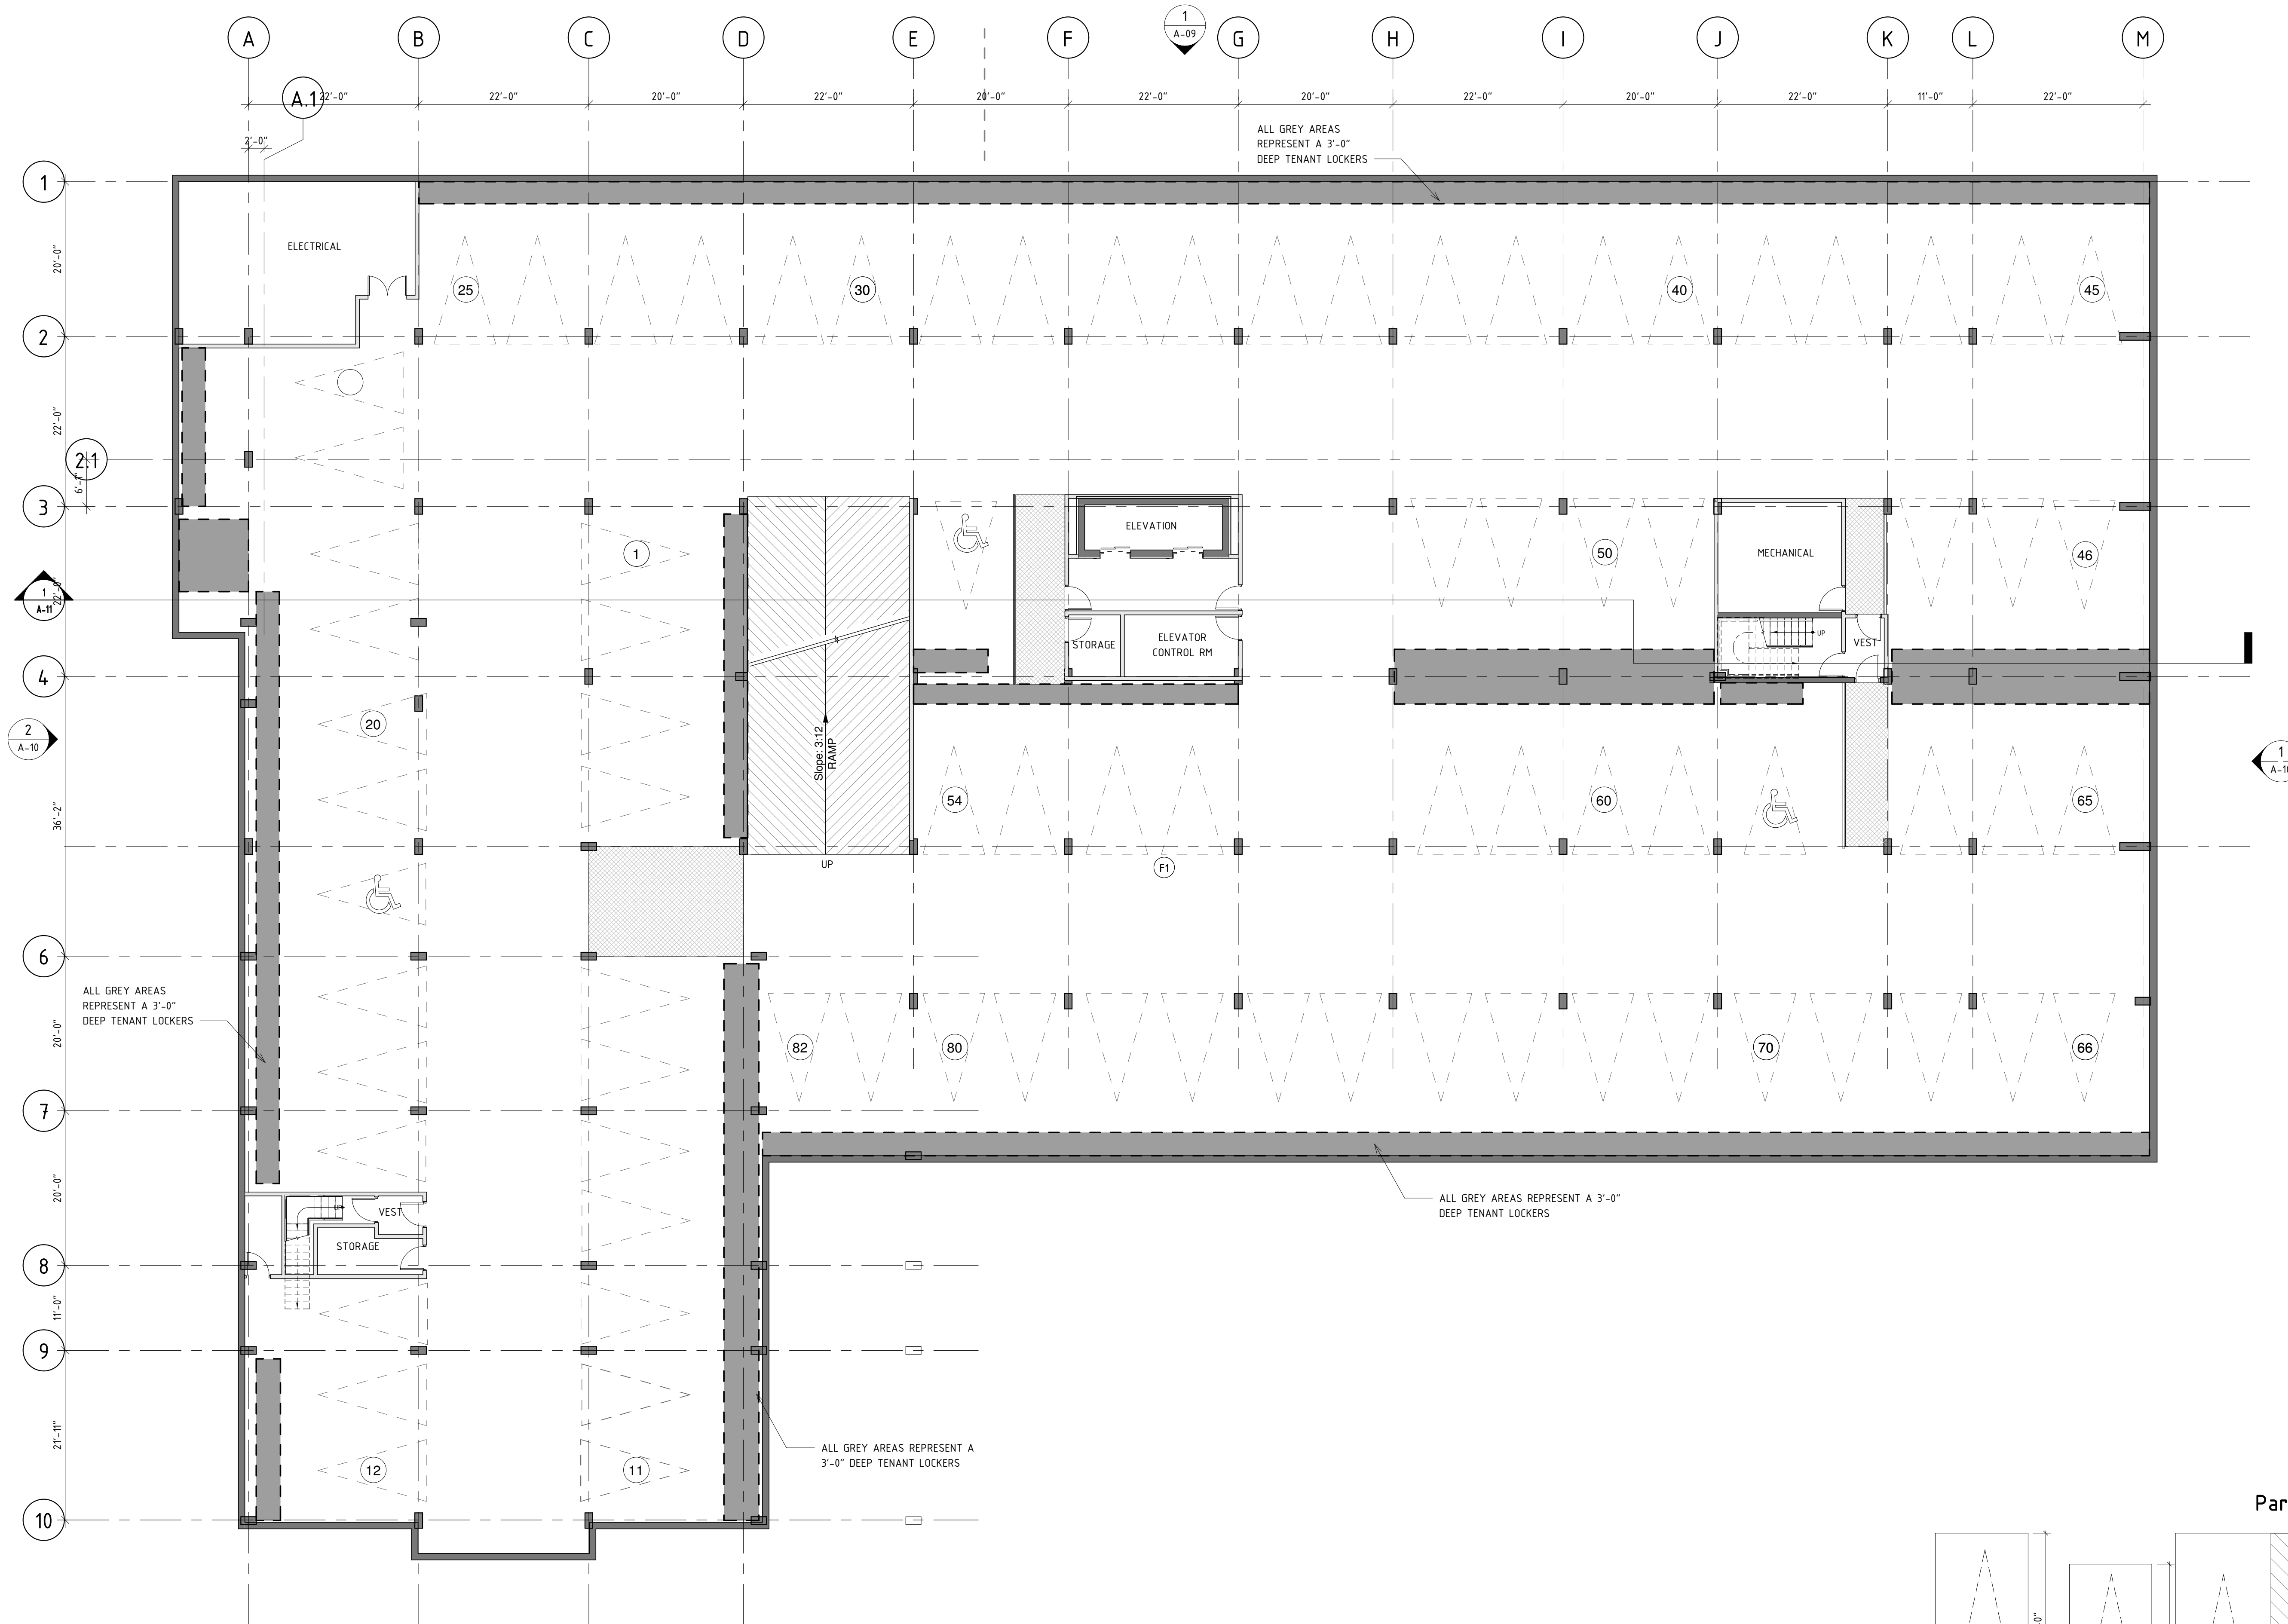 A
B
C
D
E
F
1
A-09
G
H
I
J
K
L
M
A.1
22'-0"
22'-0"
20'-0"
22'-0"
20'-0"
22'-0"
20'-0"
22'-0"
20'-0"
22'-0"
11'-0"
22'-0"
2'-0"
ALL GREY AREAS
REPRESENT A 3'-0"
DEEP TENANT LOCKERS
1
20'-0"
ELECTRICAL
25
30
40
45
2
22'-0"
2.1
6'-1"
3
1
ELEVATION
50
MECHANICAL
46
1
A-11
22'-0"
STORAGE
ELEVATOR
CONTROL RM
UP
VEST
4
20
2
A-10
Slope: 3:12
RAMP
1
54
60
65
36'-2"
UP
F1
6
ALL GREY AREAS
REPRESENT A 3'-0"
DEEP TENANT LOCKERS
20'-0"
82
80
70
66
7
20'-0"
ALL GREY AREAS REPRESENT A 3'-0"
DEEP TENANT LOCKERS
UP
VEST
STORAGE
8
11'-0"
9
21'-11"
ALL GREY AREAS REPRESENT A
3'-0" DEEP TENANT LOCKERS
12
11
10
Par